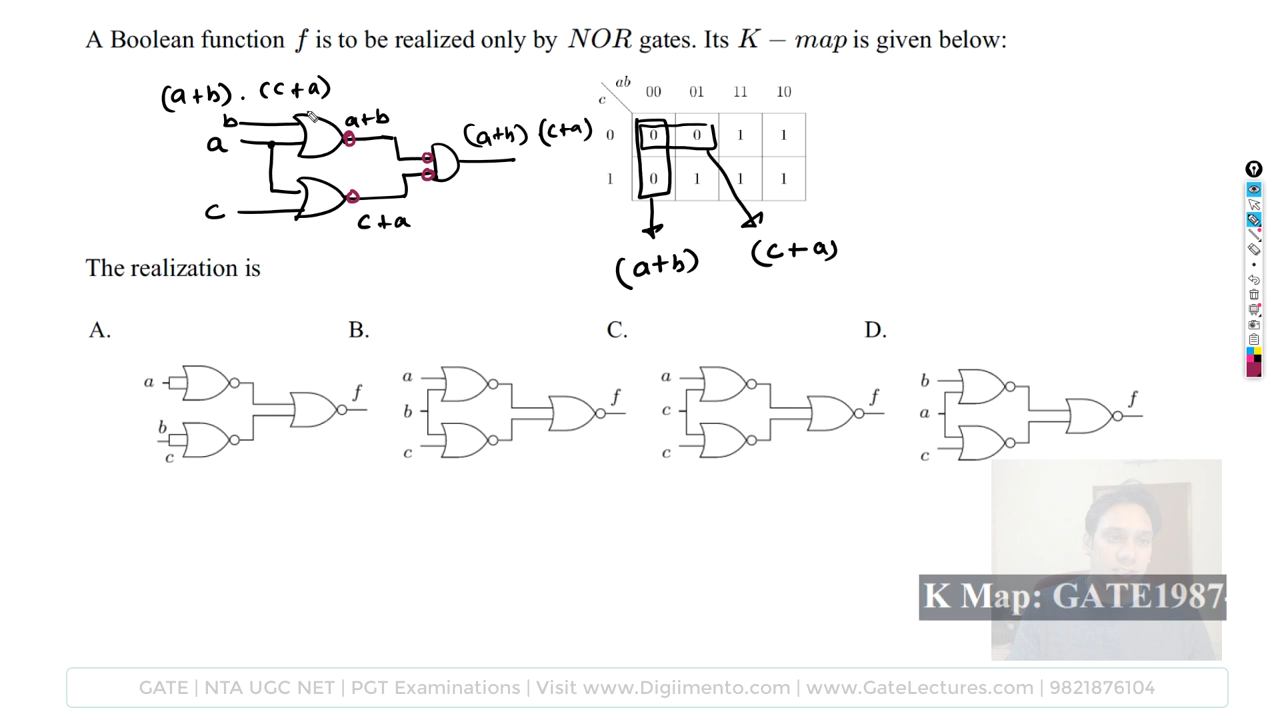 A Boolean function f is to be realized only by NOR gates. Its K − map is given below:
(a+b) . (c+a)
b
a
c
a+b
c+a
(a+b) (c+a)
ab
c
00 01 11 10
0 0 0 1 1
1 0 1 1 1
(a+b)
(c+a)
The realization is
A. B. C. D.
a
b
c
f
a
b
c
f
a
c
c
f
b
a
c
f
K Map: GATE1987-
GATE | NTA UGC NET | PGT Examinations | Visit www.Digiimento.com | www.GateLectures.com | 9821876104